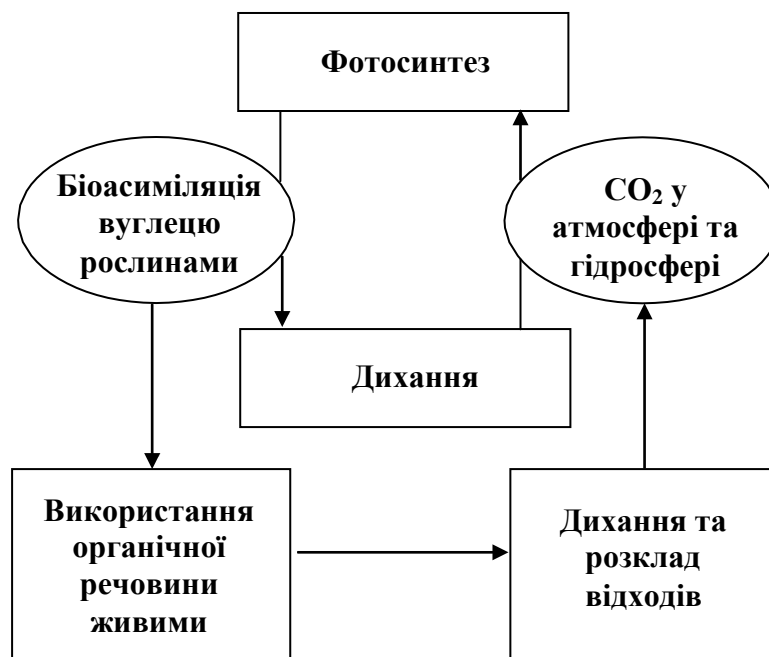 Фотосинтез
Біоасиміляція
вуглецю
рослинами
CO₂ у
атмосфері та
гідросфері
Дихання
Використання
органічної
речовини
живими
Дихання та
розклад
відходів